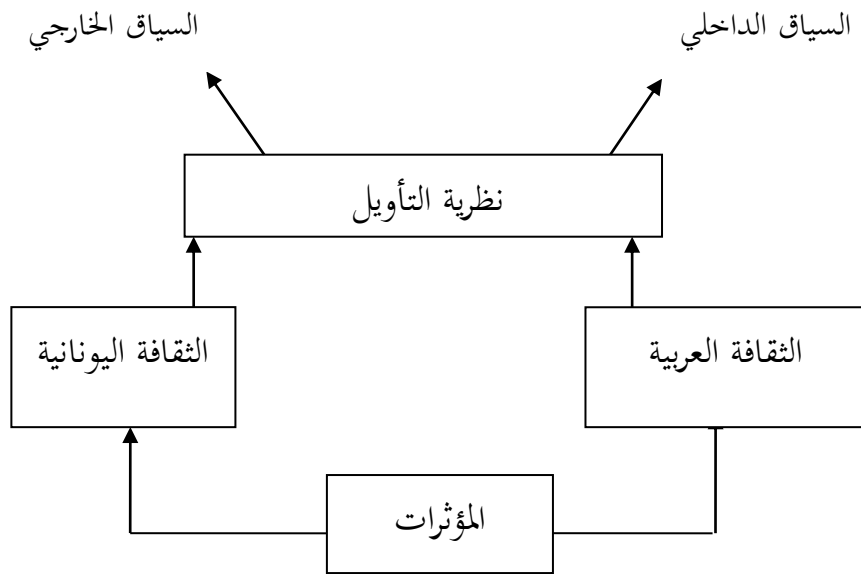 السياق الداخلي
السياق الخارجي
نظرية التأويل
الثقافة العربية
الثقافة اليونانية
المؤثرات